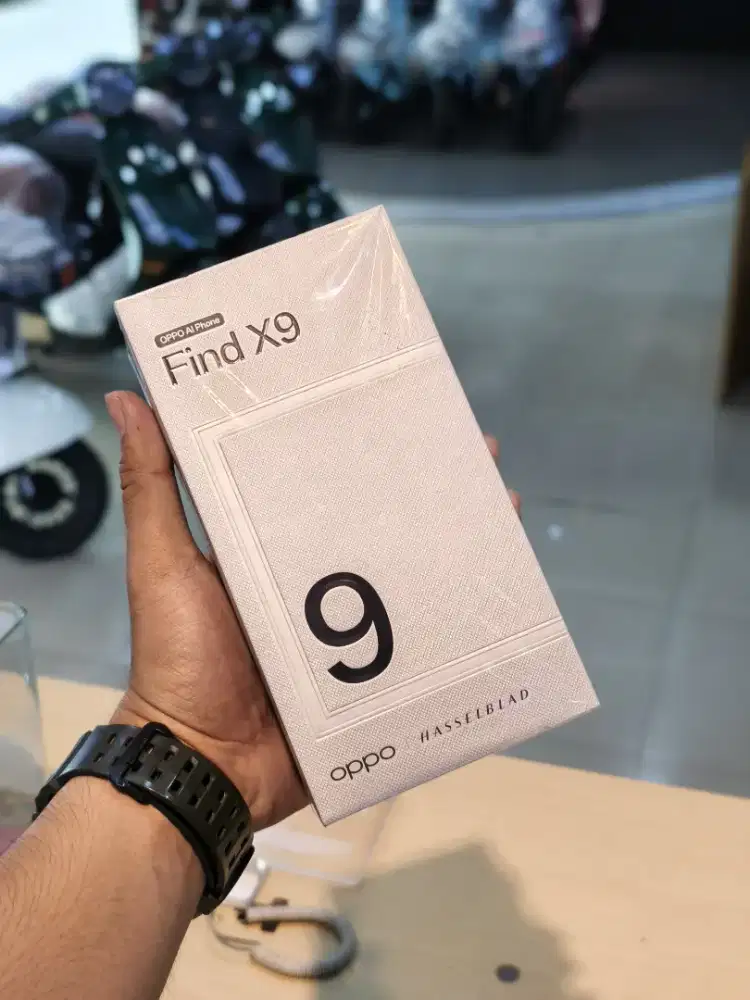 OPPO AI Phone
Find X9
9
oppo | HASSELBLAD